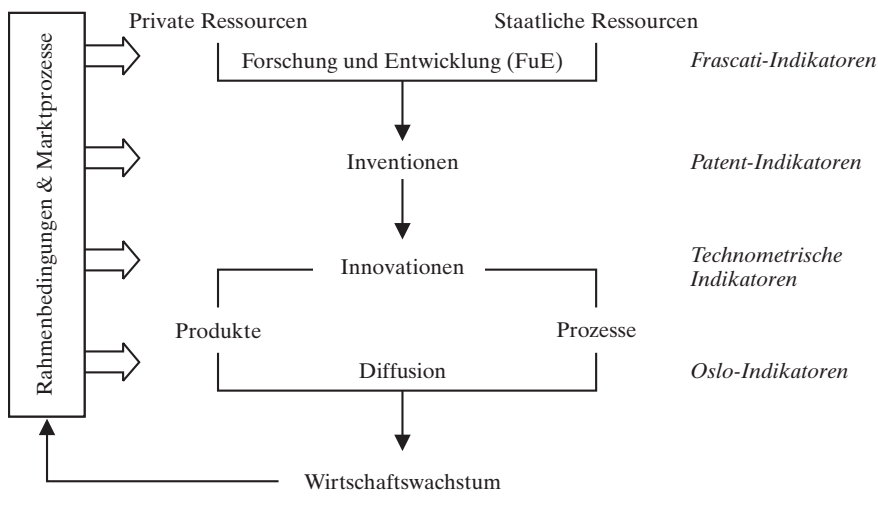 Private Ressourcen
Staatliche Ressourcen
Rahmenbedingungen & Marktprozesse
Forschung und Entwicklung (FuE)
Frascati-Indikatoren
Inventionen
Patent-Indikatoren
Innovationen
Technometrische
Indikatoren
Produkte
Prozesse
Diffusion
Oslo-Indikatoren
Wirtschaftswachstum